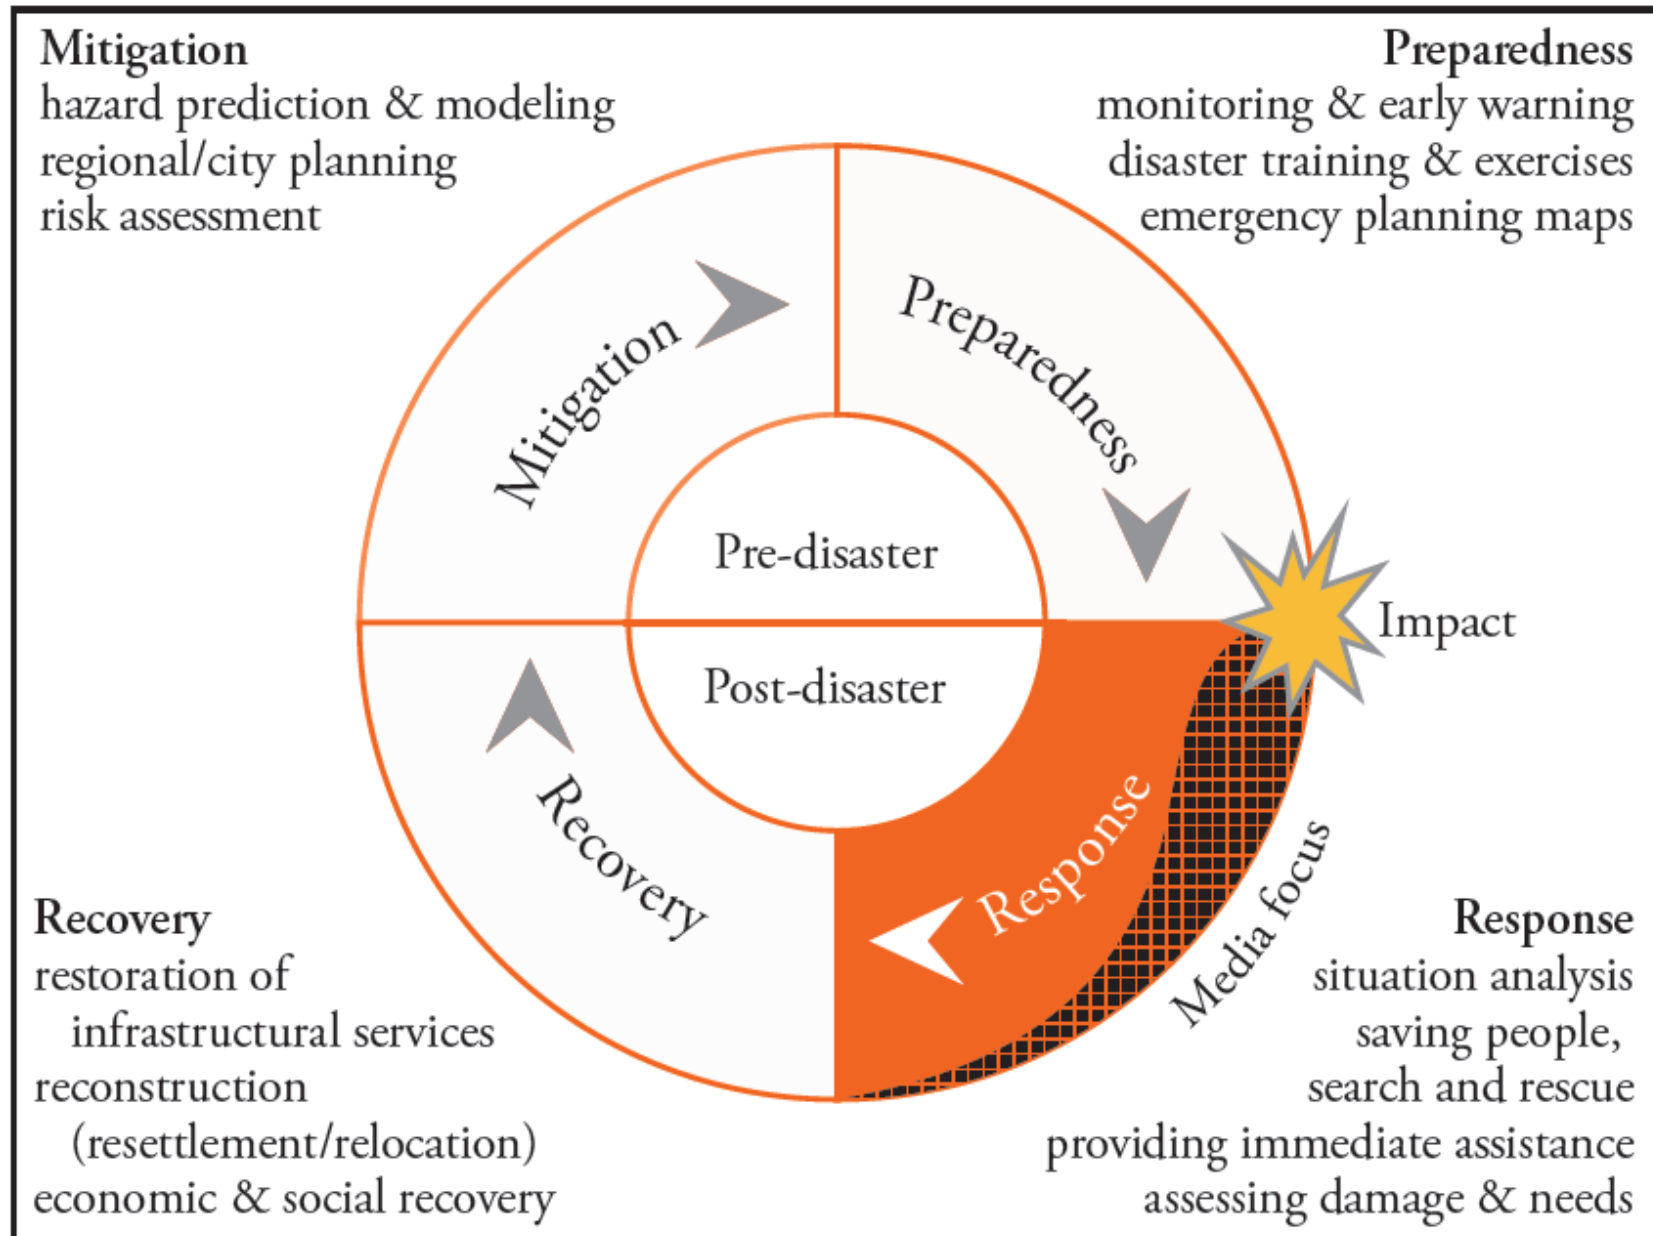 Mitigation
hazard prediction & modeling
regional/city planning
risk assessment
Preparedness
monitoring & early warning
disaster training & exercises
emergency planning maps
Mitigation
Preparedness
Pre-disaster
Post-disaster
Impact
Recovery
Response
Media focus
Recovery
restoration of
infrastructural services
reconstruction
(resettlement/relocation)
economic & social recovery
Response
situation analysis
saving people,
search and rescue
providing immediate assistance
assessing damage & needs